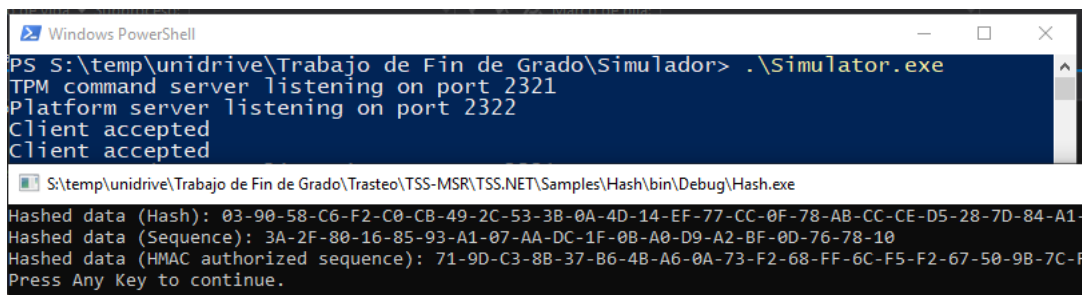 Windows PowerShell
PS S:\temp\unidrive\Trabajo de Fin de Grado\Simulador> .\Simulator.exe
TPM command server listening on port 2321
Platform server listening on port 2322
Client accepted
Client accepted
S:\temp\unidrive\Trabajo de Fin de Grado\Trasteo\TSS-MSR\TSS.NET\Samples\Hash\bin\Debug\Hash.exe
Hashed data (Hash): 03-90-58-C6-F2-C0-CB-49-2C-53-3B-0A-4D-14-EF-77-CC-0F-78-AB-CC-CE-D5-28-7D-84-A1-
Hashed data (Sequence): 3A-2F-80-16-85-93-A1-07-AA-DC-1F-0B-A0-D9-A2-BF-0D-76-78-10
Hashed data (HMAC authorized sequence): 71-9D-C3-8B-37-B6-4B-A6-0A-73-F2-68-FF-6C-F5-F2-67-50-9B-7C-
Press Any Key to continue.